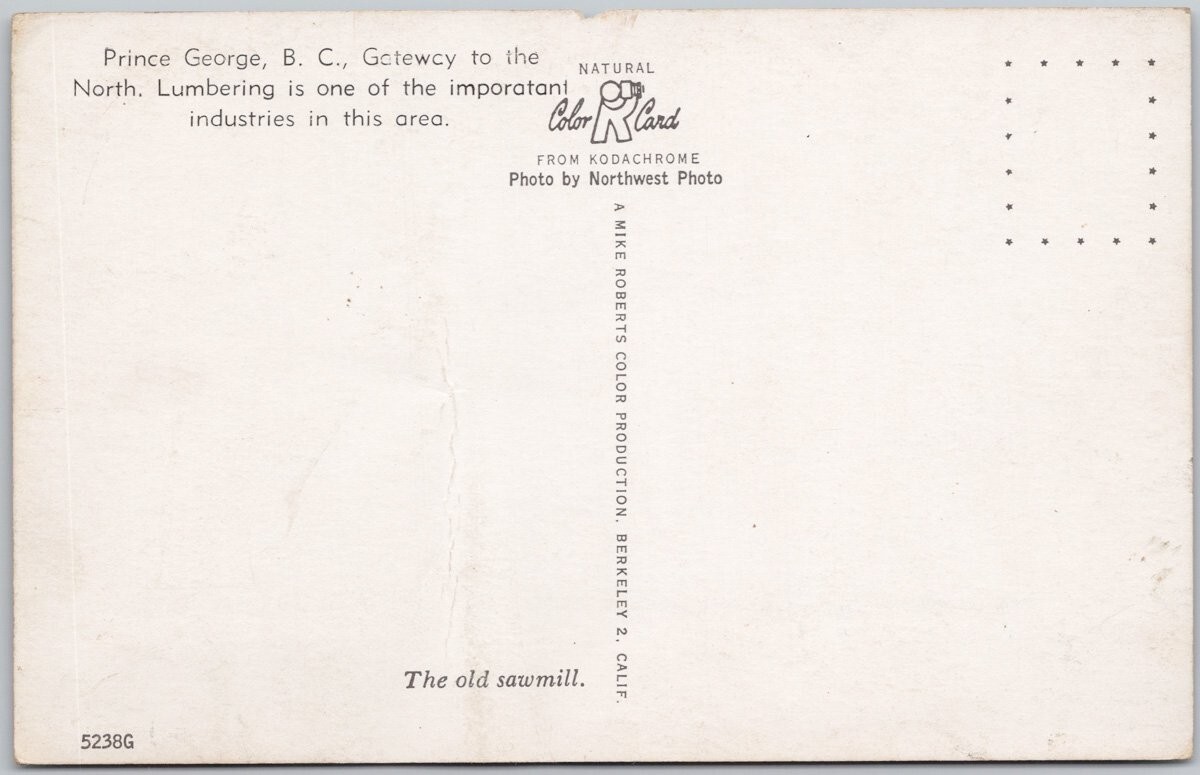 Prince George, B. C., Gatewcy to the
North. Lumbering is one of the imporatant
industries in this area.
NATURAL
Color Card
FROM KODACHROME
Photo by Northwest Photo
A MIKE ROBERTS COLOR PRODUCTION, BERKELEY 2, CALIF.
The old sawmill.
5238G